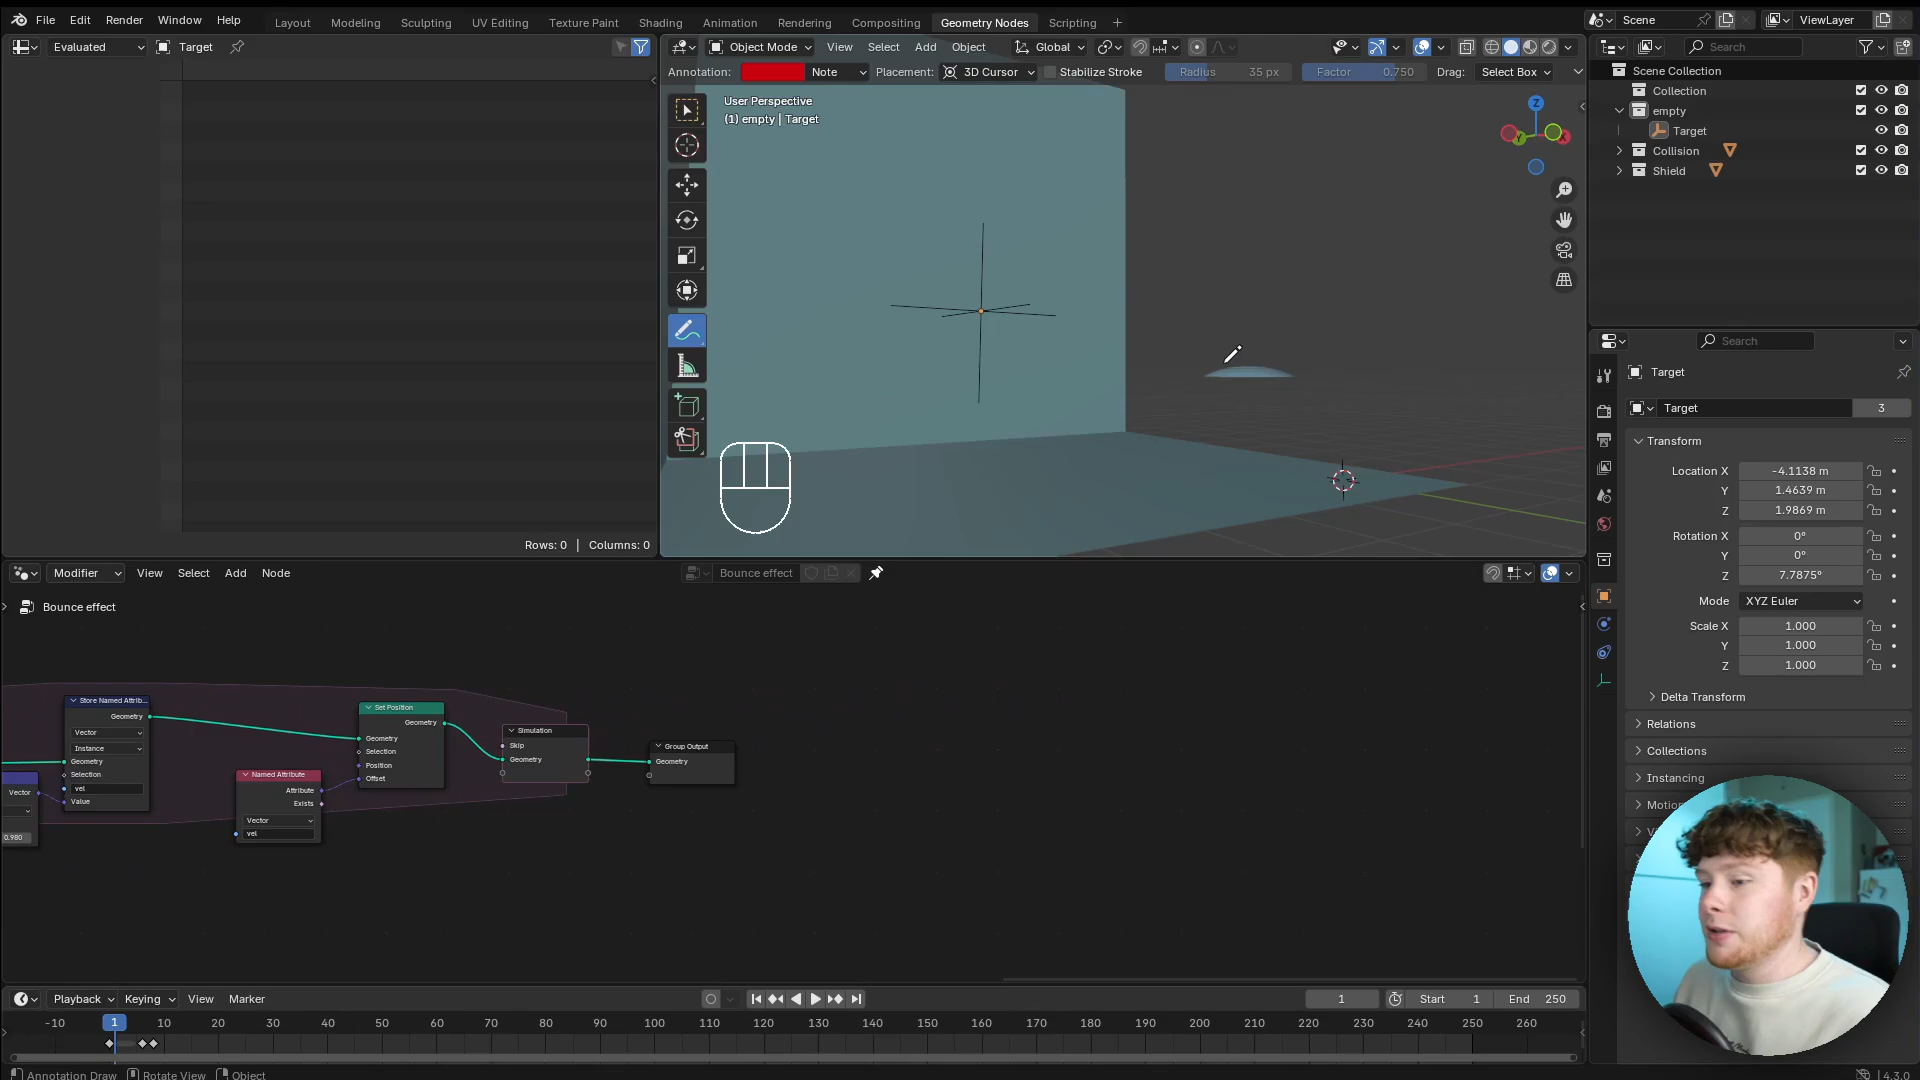 File Edit Render Window Help Layout Modeling Sculpting UV Editing Texture Paint Shading Animation Rendering Compositing Geometry Nodes Scripting Scene ViewLayer
Evaluated Target
Object Mode View Select Add Object Global
Search
Annotation: Note Placement: 3D Cursor Stabilize Stroke Radius 35 px Factor 0.750 Drag: Select Box
User Perspective
(1) empty | Target
Scene Collection
Collection
empty
Target
Collision
Shield
Z
Rows: 0 | Columns: 0
Search
Target
Target 3
Transform
Location X -4.1138 m
Y 1.4639 m
Z 1.9869 m
Rotation X 0°
Y 0°
Z 7.7875°
Mode XYZ Euler
Scale X 1.000
Y 1.000
Z 1.000
Delta Transform
Relations
Collections
Instancing
Modifier View Select Add Node Bounce effect
Bounce effect
Store Named Attrib...
Geometry
Vector
Instance
Geometry
Selection
vel
Value
Vector
0.980
Named Attribute
Attribute
Exists
Vector
vel
Set Position
Geometry
Geometry
Selection
Position
Offset
Simulation
Skip
Geometry
Group Output
Geometry
Playback Keying View Marker 1 Start 1 End 250
-10 1 10 20 30 40 50 60 70 80 90 100 110 120 130 140 150 160 170 180 190 200 210 220 230 240 250 260
Annotation Draw Rotate View Object 4.3.0